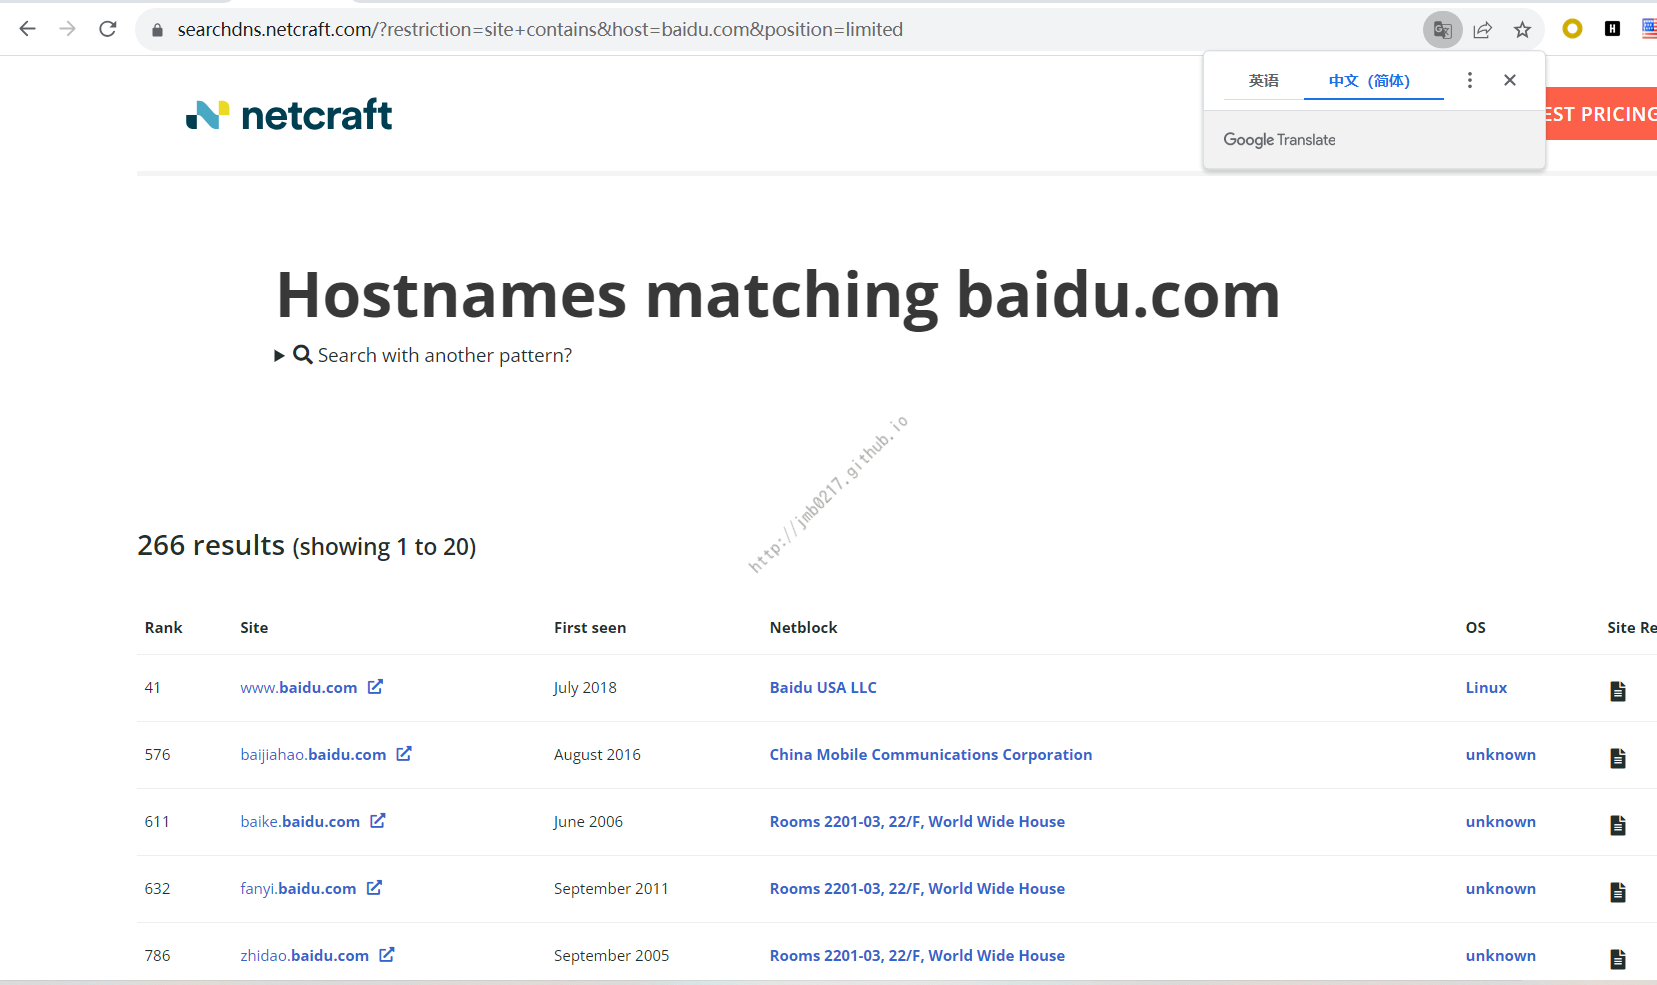 searchdns.netcraft.com/?restriction=site+contains&host=baidu.com&position=limited
英语 中文（简体）
Google Translate
netcraft
EST PRICING
Hostnames matching baidu.com
Search with another pattern?
http://jmb0217.github.io
266 results (showing 1 to 20)
Rank Site First seen Netblock OS Site Re
41 www.baidu.com July 2018 Baidu USA LLC Linux
576 baijiahao.baidu.com August 2016 China Mobile Communications Corporation unknown
611 baike.baidu.com June 2006 Rooms 2201-03, 22/F, World Wide House unknown
632 fanyi.baidu.com September 2011 Rooms 2201-03, 22/F, World Wide House unknown
786 zhidao.baidu.com September 2005 Rooms 2201-03, 22/F, World Wide House unknown